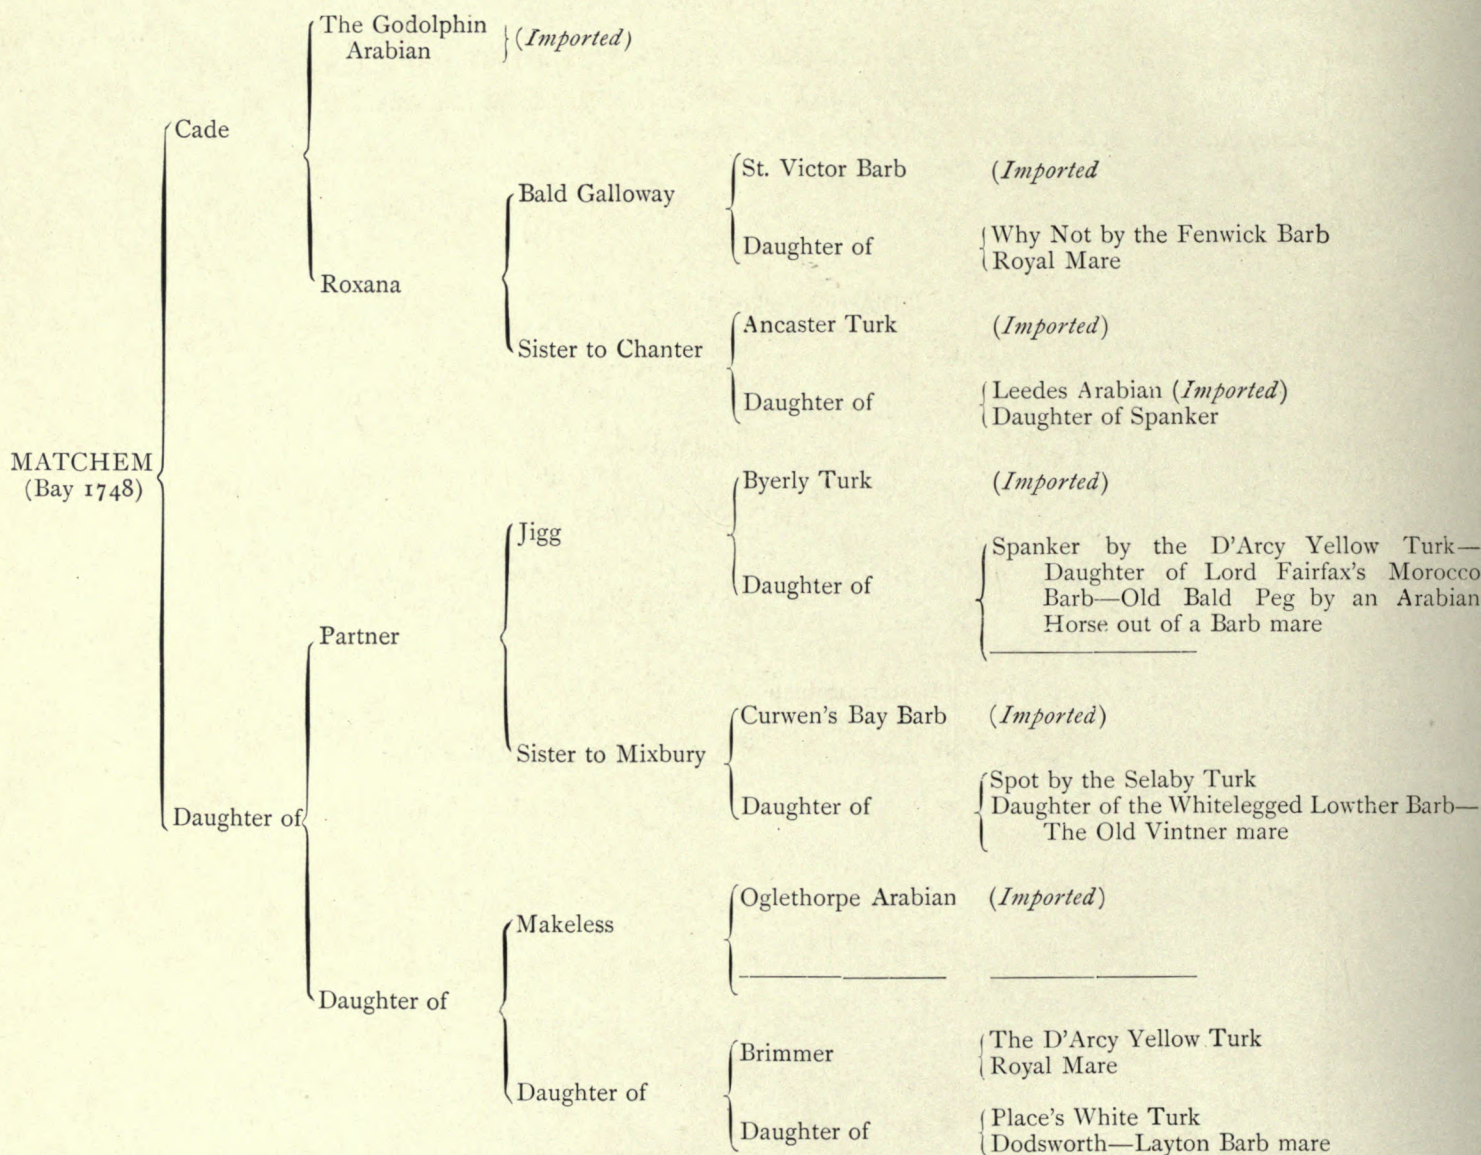 The Godolphin
Arabian
(Imported)
Cade
St. Victor Barb (Imported
Bald Galloway
Daughter of
Why Not by the Fenwick Barb
Royal Mare
Roxana
Ancaster Turk (Imported)
Sister to Chanter
Daughter of
Leedes Arabian (Imported)
Daughter of Spanker
MATCHEM
(Bay 1748)
Byerly Turk (Imported)
Jigg
Daughter of
Spanker by the D'Arcy Yellow Turk—
Daughter of Lord Fairfax's Morocco
Barb—Old Bald Peg by an Arabian
Horse out of a Barb mare
Partner
Curwen's Bay Barb (Imported)
Sister to Mixbury
Daughter of
Spot by the Selaby Turk
Daughter of the Whitelegged Lowther Barb—
The Old Vintner mare
Daughter of
Oglethorpe Arabian (Imported)
Makeless
Daughter of
Brimmer
The D'Arcy Yellow Turk
Royal Mare
Daughter of
Daughter of
Place's White Turk
Dodsworth—Layton Barb mare